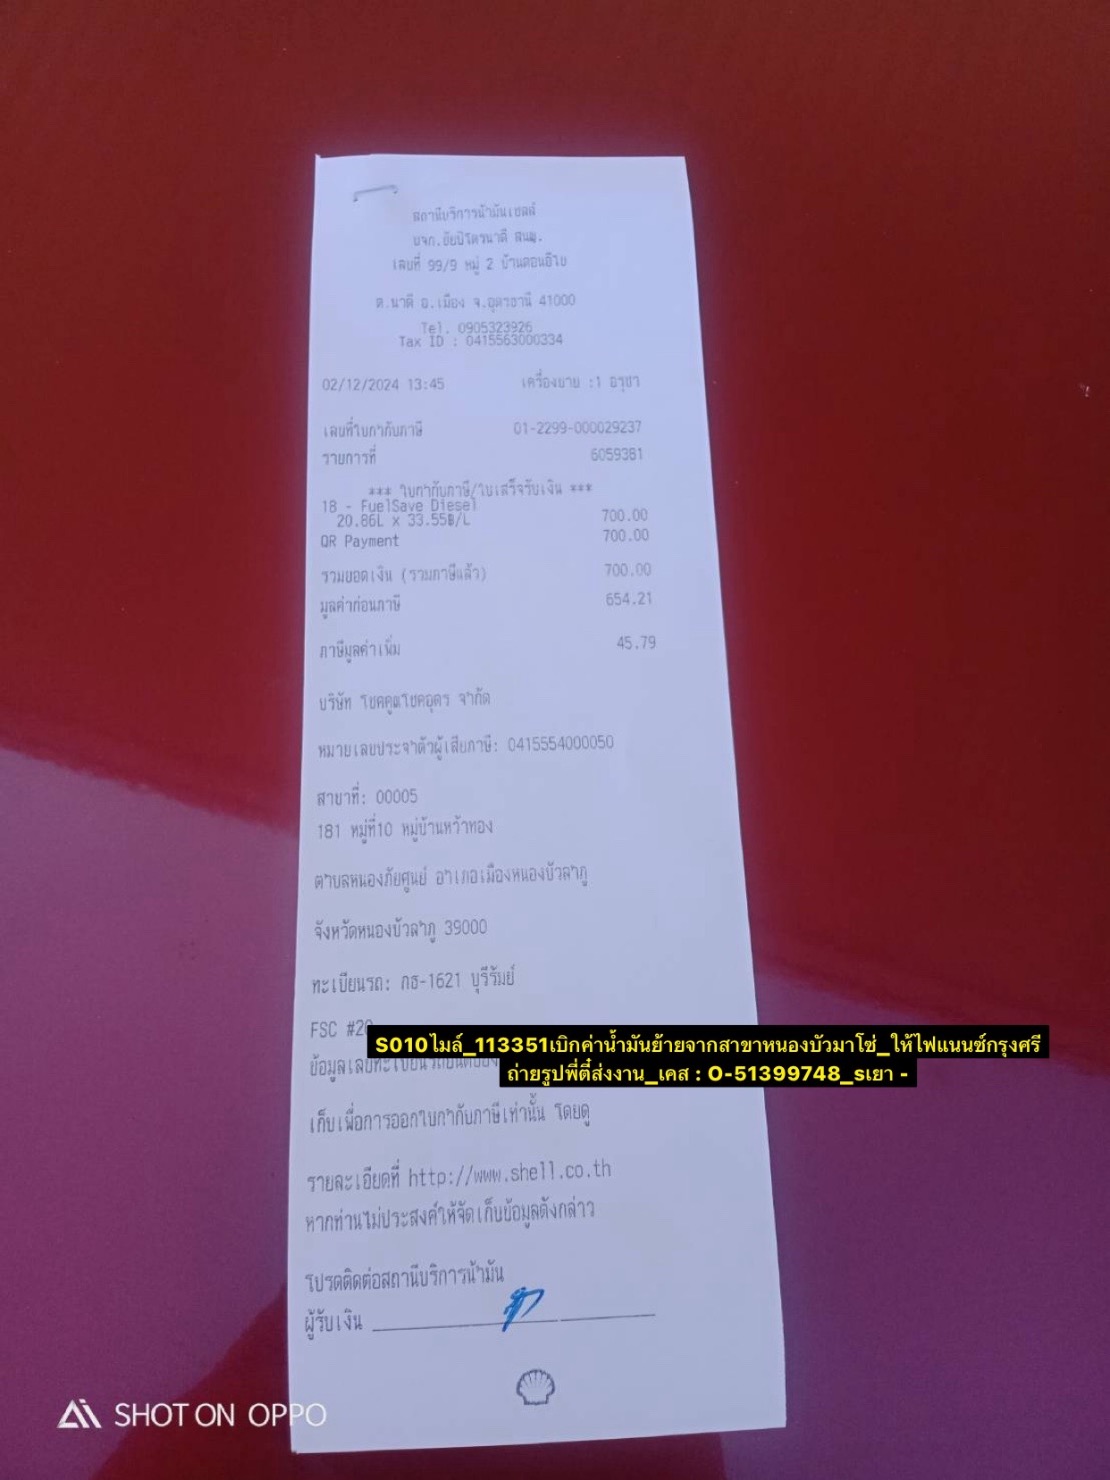 สถานีบริการน้ำมันเชลล์
บจก.ชัยบิโตรนาดี สนญ.
เลขที่ 99/9 หมู่ 2 บ้านดอนอีไข
ต.นาดี อ.เมือง จ.อุดรธานี 41000
Tel. 0905323926
Tax ID : 0415563000334
02/12/2024 13:45 เครื่องขาย :1 อรุชา
เลขที่ใบกำกับภาษี 01-2299-000029237
รายการที่ 6059381
*** ใบกำกับภาษี/ใบเสร็จรับเงิน ***
18 - FuelSave Diesel
20.86L x 33.55฿/L 700.00
QR Payment 700.00
รวมยอดเงิน (รวมภาษีแล้ว) 700.00
มูลค่าก่อนภาษี 654.21
ภาษีมูลค่าเพิ่ม 45.79
บริษัท โชคคูณโชคอุดร จำกัด
หมายเลขประจำตัวผู้เสียภาษี: 0415554000050
สาขาที่: 00005
181 หมู่ที่10 หมู่บ้านหว้าทอง
ตำบลหนองภัยศูนย์ อำเภอเมืองหนองบัวลำภู
จังหวัดหนองบัวลำภู 39000
ทะเบียนรถ: กธ-1621 บุรีรัมย์
FSC #20
S010ไมล์_113351เบิกค่าน้ำมันย้ายจากสาขาหนองบัวมาโซ่_ให้ไฟแนนซ์กรุงศรี
ถ่ายรูปพี่ตี๋ส่งงาน_เคส : O-51399748_sเยา -
ข้อมูลเลขทะเบียนรถยนต์ของ
เก็บเพื่อการออกใบกำกับภาษีเท่านั้น โดยดู
รายละเอียดที่ http://www.shell.co.th
หากท่านไม่ประสงค์ให้จัดเก็บข้อมูลดังกล่าว
โปรดติดต่อสถานีบริการน้ำมัน
ผู้รับเงิน
SHOT ON OPPO